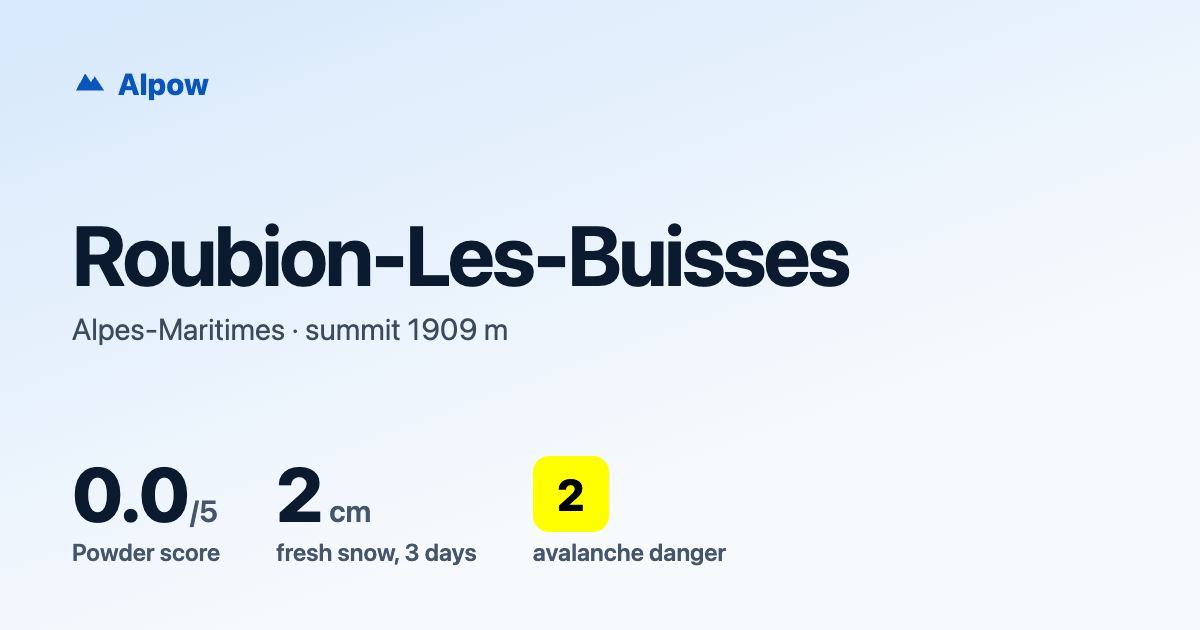 Alpow
Roubion-Les-Buisses
Alpes-Maritimes · summit 1909 m
0.0/5 2 cm 2
Powder score fresh snow, 3 days avalanche danger